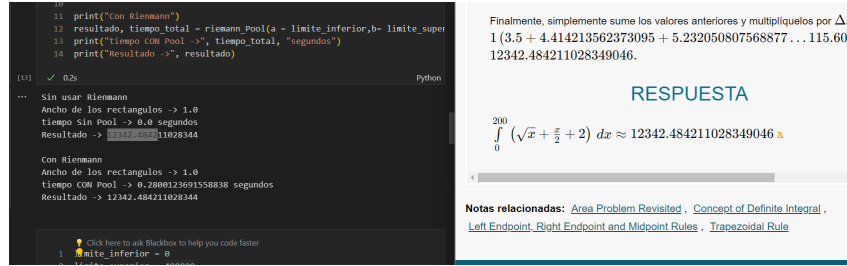 10
11 print("Con Rienmann")
12 resultado, tiempo_total = riemann_Pool(a = limite_inferior,b= limite_super
13 print("tiempo CON Pool ->", tiempo_total, "segundos")
14 print("Resultado ->", resultado)
[13] ✓ 0.2s Python
... Sin usar Rienmann
Ancho de los rectangulos -> 1.0
tiempo Sin Pool -> 0.0 segundos
Resultado -> 12342.484211028344
Con Rienmann
Ancho de los rectangulos -> 1.0
tiempo CON Pool -> 0.2800123691558838 segundos
Resultado -> 12342.484211028344
Click here to ask Blackbox to help you code faster
1 limite_inferior = 0
Finalmente, simplemente sume los valores anteriores y multiplíquelos por Δ
1 (3.5 + 4.414213562373095 + 5.232050807568877 … 115.60
12342.484211028349046.
RESPUESTA
∫₀²⁰⁰ (√x + x/2 + 2) dx ≈ 12342.484211028349046 A
Notas relacionadas: Area Problem Revisited , Concept of Definite Integral ,
Left Endpoint, Right Endpoint and Midpoint Rules , Trapezoidal Rule